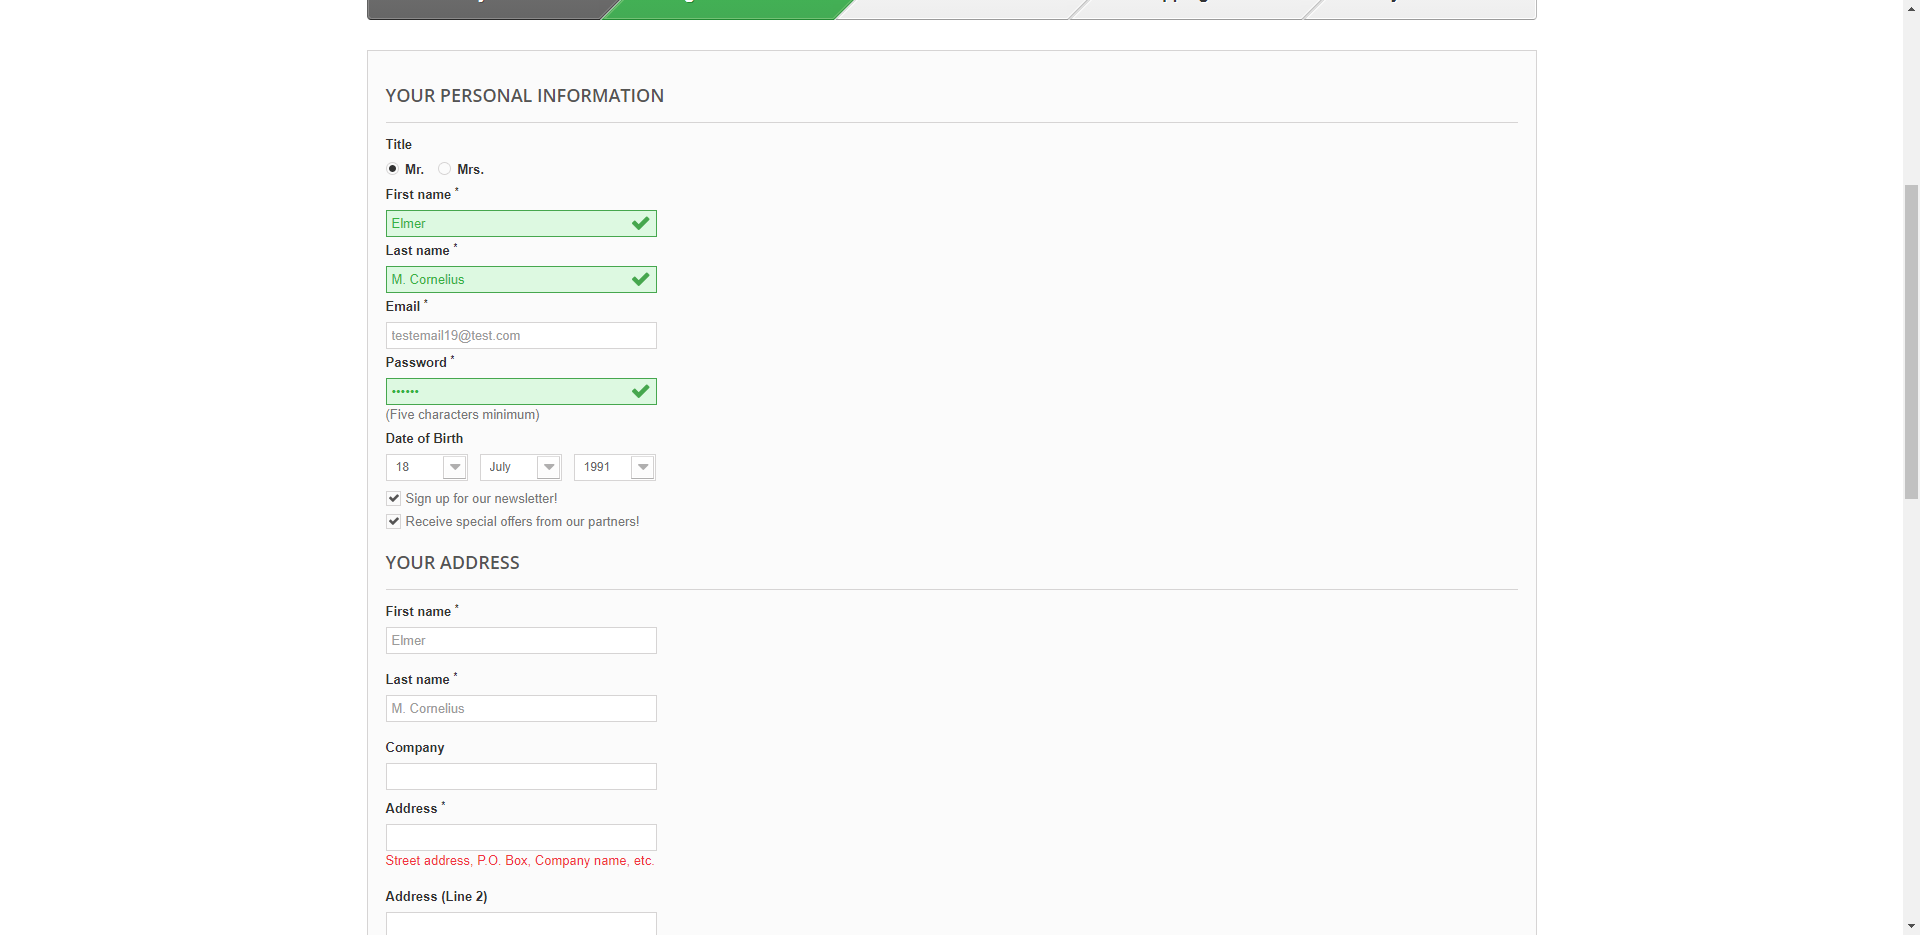 YOUR PERSONAL INFORMATION
Title
Mr. Mrs.
First name *
Elmer
Last name *
M. Cornelius
Email *
testemail19@test.com
Password *
••••••
(Five characters minimum)
Date of Birth
18 July 1991
Sign up for our newsletter!
Receive special offers from our partners!
YOUR ADDRESS
First name *
Elmer
Last name *
M. Cornelius
Company
Address *
Street address, P.O. Box, Company name, etc.
Address (Line 2)